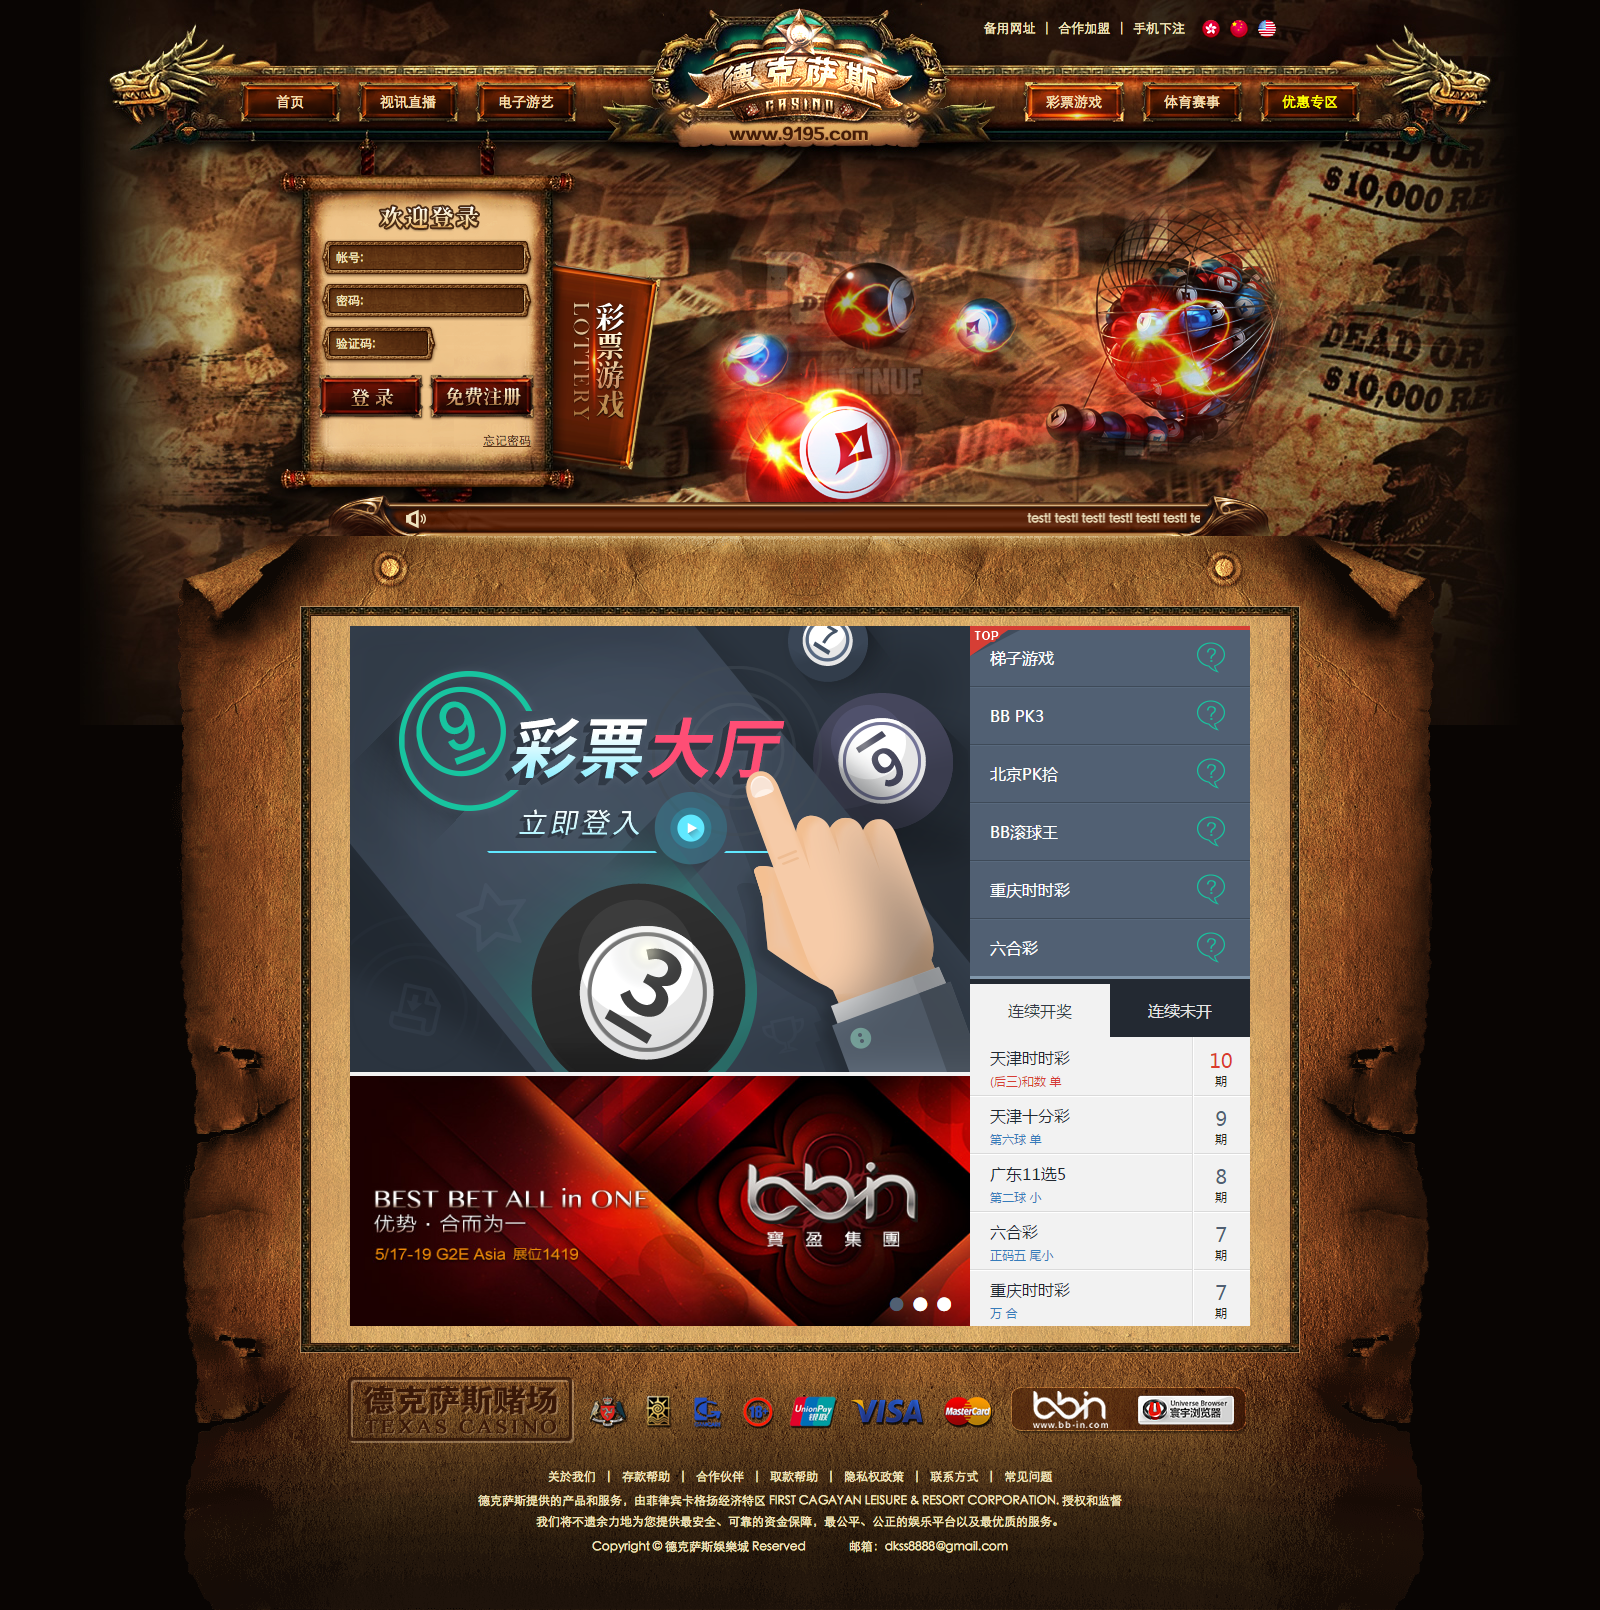 备用网址 | 合作加盟 | 手机下注
德克萨斯
CASINO
www.9195.com
首页
视讯直播
电子游艺
彩票游戏
体育赛事
优惠专区
DEAD OR
$10,000 REW
欢迎登录
帐号:
密码:
验证码:
登 录
免费注册
忘记密码
彩票游戏
LOTTERY
DEAD OR
$10,000 REW
test! test! test! test! test! test! te
9
彩票大厅
立即登入
7
9
3
TOP
梯子游戏
BB PK3
北京PK拾
BB滚球王
重庆时时彩
六合彩
连续开奖
连续未开
天津时时彩
(后三)和数 单
10
期
天津十分彩
第六球 单
9
期
广东11选5
第二球 小
8
期
六合彩
正码五 尾小
7
期
重庆时时彩
万 合
7
期
BEST BET ALL in ONE
优势·合而为一
5/17-19 G2E Asia 展位1419
bbin
寶盈集團
德克萨斯赌场
TEXAS CASINO
18+
UnionPay
银联
VISA
MasterCard
bbin
www.bb-in.com
Universe Browser
寰宇浏览器
关於我们 | 存款帮助 | 合作伙伴 | 取款帮助 | 隐私权政策 | 联系方式 | 常见问题
德克萨斯提供的产品和服务，由菲律宾卡格扬经济特区 FIRST CAGAYAN LEISURE & RESORT CORPORATION. 授权和监督
我们将不遗余力地为您提供最安全、可靠的资金保障，最公平、公正的娱乐平台以及最优质的服务。
Copyright © 德克萨斯娛樂城 Reserved 邮箱：dkss8888@gmail.com